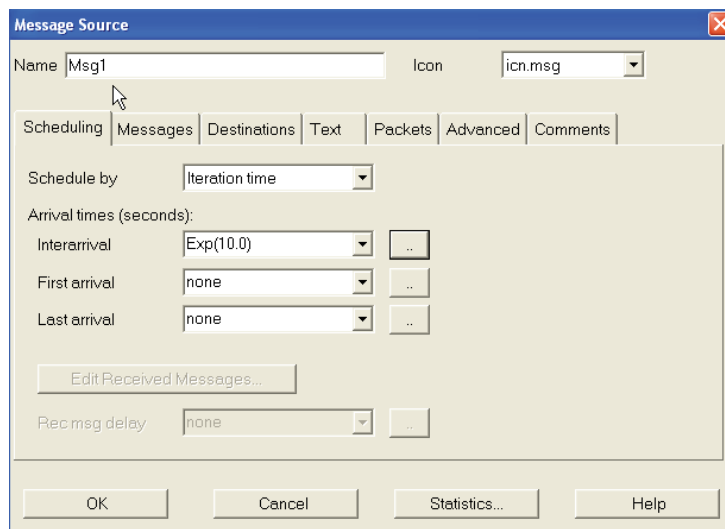 Message Source
Name Msg1 Icon icn.msg
Scheduling Messages Destinations Text Packets Advanced Comments
Schedule by Iteration time
Arrival times (seconds):
Interarrival Exp(10.0) ..
First arrival none ..
Last arrival none ..
Edit Received Messages...
Rec msg delay none ..
OK Cancel Statistics... Help